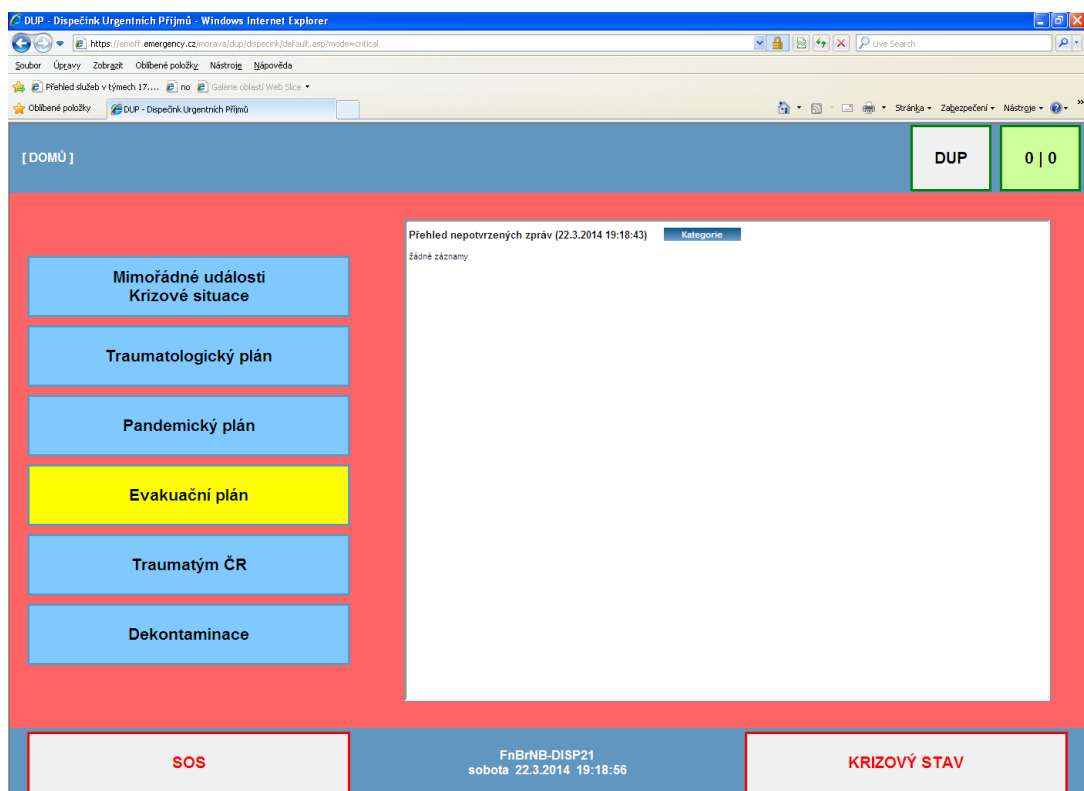 DUP - Dispečink Urgentních Příjmů - Windows Internet Explorer
https://emoff.emergency.cz/morava/dup/dispecink/default.asp?mode=critical
Live Search
Soubor Úpravy Zobrazit Oblíbené položky Nástroje Nápověda
Přehled služeb v týmech 17.... no Galerie oblastí Web Slice
Oblíbené položky DUP - Dispečink Urgentních Příjmů Stránka Zabezpečení Nástroje »
[ DOMŮ ] DUP 0 | 0
Přehled nepotvrzených zpráv (22.3.2014 19:18:43) Kategorie
žádné záznamy
Mimořádné události
Krizové situace
Traumatologický plán
Pandemický plán
Evakuační plán
Traumatým ČR
Dekontaminace
SOS
FnBrNB-DISP21
sobota 22.3.2014 19:18:56
KRIZOVÝ STAV